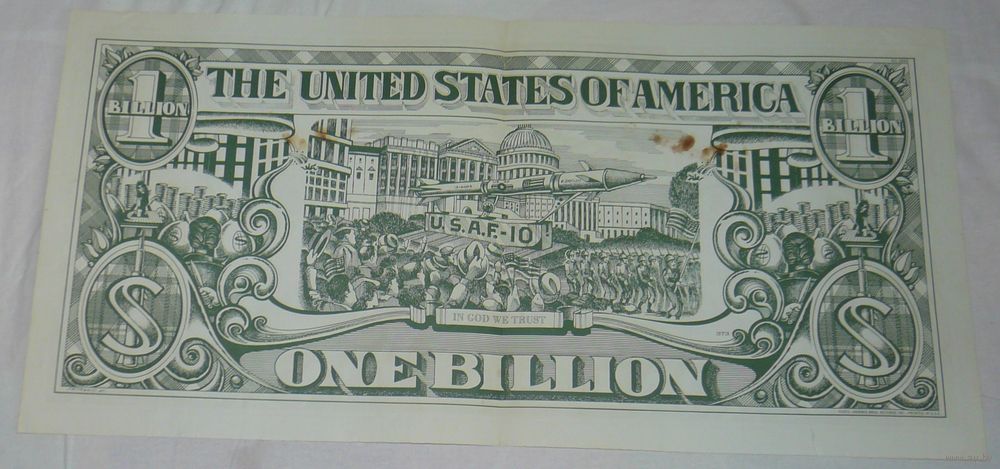 THE UNITED STATES OF AMERICA
1
BILLION
1
BILLION
U.S.A.F.-10
IN GOD WE TRUST
$
$
ONE BILLION